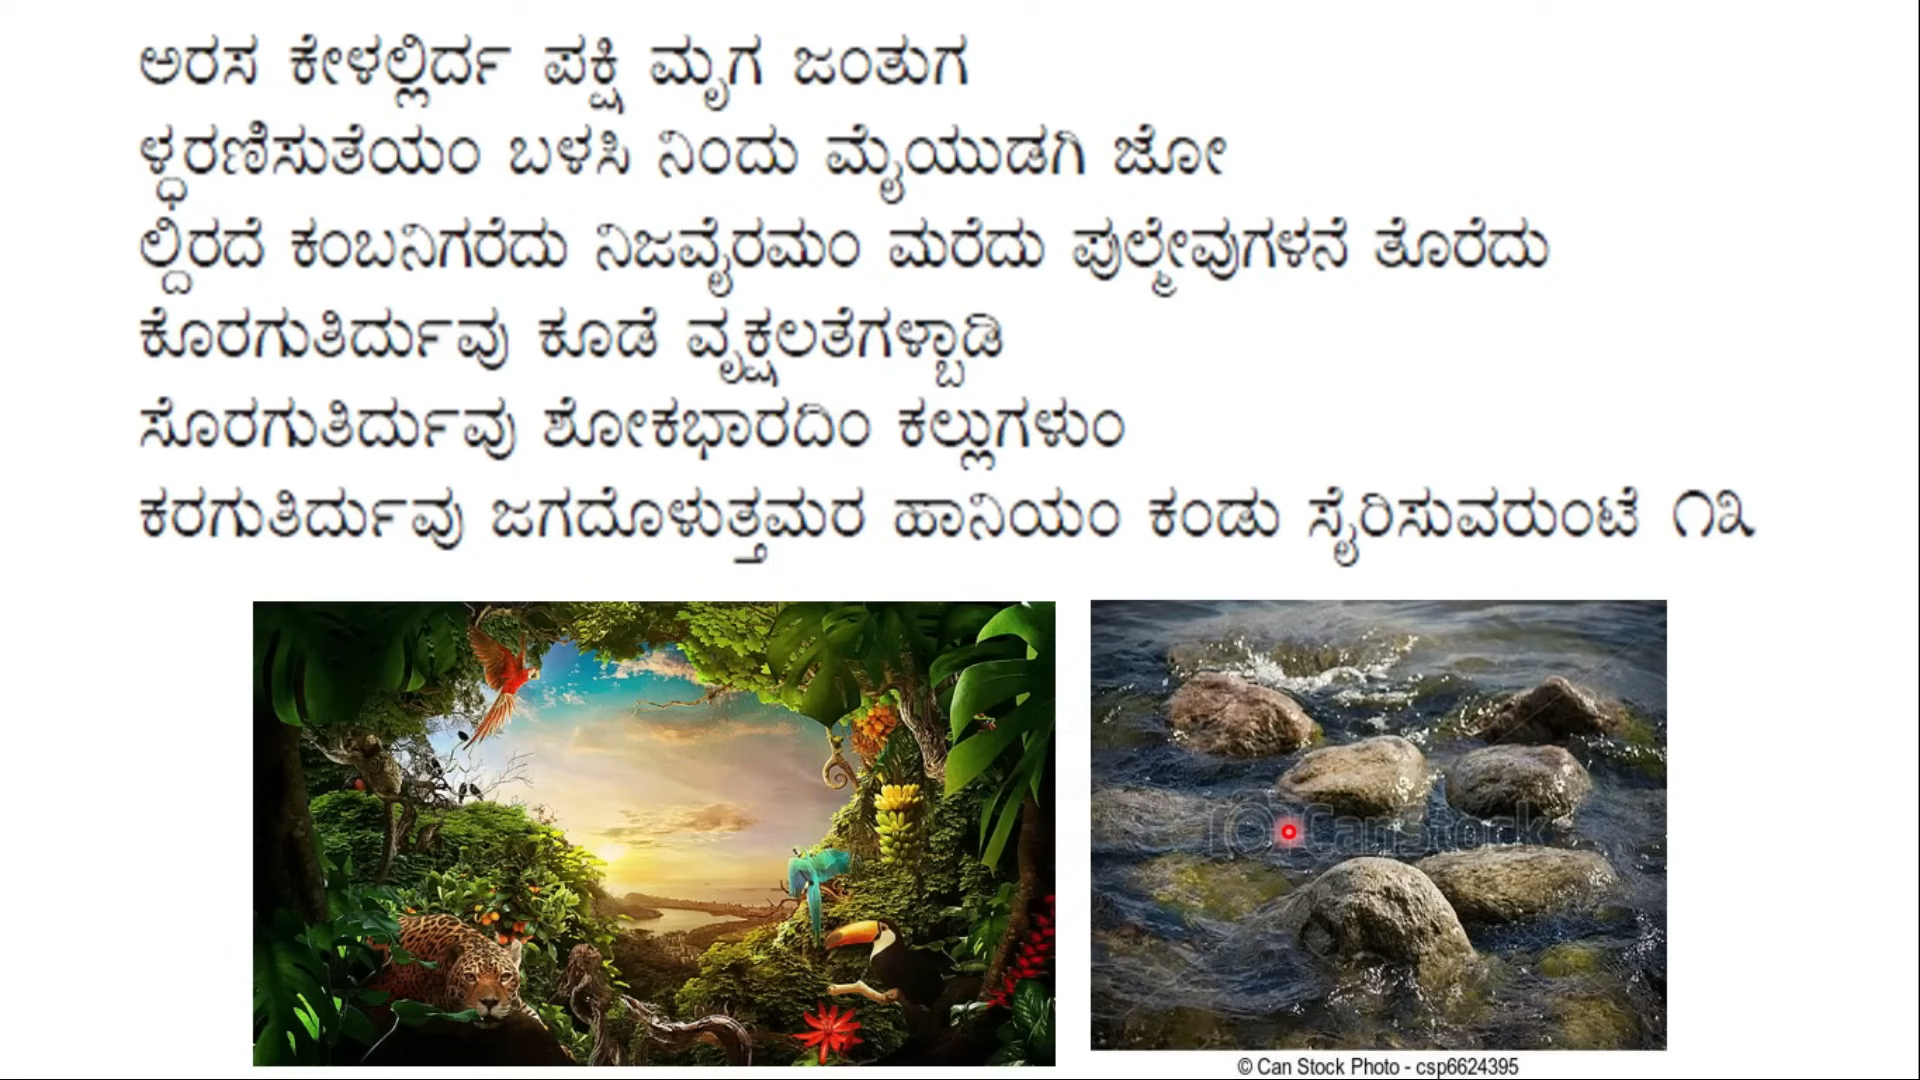 ಅರಸ ಕೇಳಲ್ಲಿರ್ದ ಪಕ್ಷಿ ಮೃಗ ಜಂತುಗ
ಳ್ಧರಣಿಸುತೆಯಂ ಬಳಸಿ ನಿಂದು ಮೈಯುಡಗಿ ಜೋ
ಲ್ದಿರದೆ ಕಂಬನಿಗರೆದು ನಿಜವೈರಮಂ ಮರೆದು ಪುಲ್ಮೇವುಗಳನೆ ತೊರೆದು
ಕೊರಗುತಿರ್ದುವು ಕೂಡೆ ವೃಕ್ಷಲತೆಗಳ್ಬಾಡಿ
ಸೊರಗುತಿರ್ದುವು ಶೋಕಭಾರದಿಂ ಕಲ್ಲುಗಳುಂ
ಕರಗುತಿರ್ದುವು ಜಗದೊಳುತ್ತಮರ ಹಾನಿಯಂ ಕಂಡು ಸೈರಿಸುವರುಂಟೆ ೧೩
CanStock
© Can Stock Photo - csp6624395